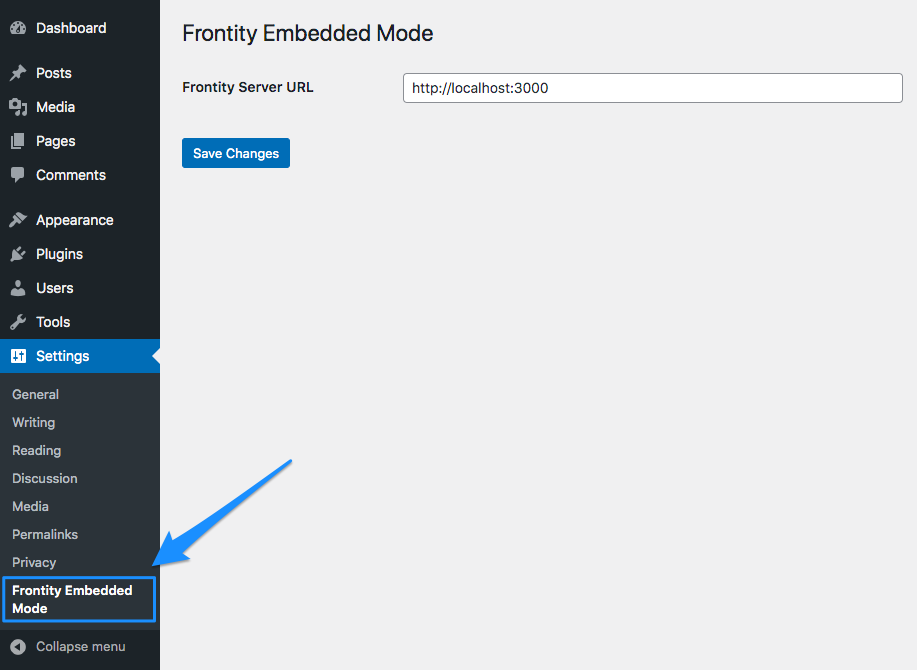 Dashboard
Posts
Media
Pages
Comments
Appearance
Plugins
Users
Tools
Settings
General
Writing
Reading
Discussion
Media
Permalinks
Privacy
Frontity Embedded
Mode
Collapse menu
Frontity Embedded Mode
Frontity Server URL
http://localhost:3000
Save Changes